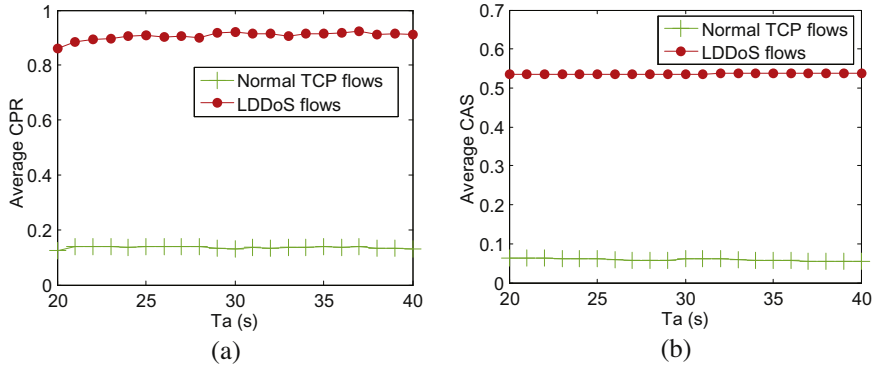 1
0.8
0.6
0.4
0.2
0
Average CPR
Normal TCP flows
LDDoS flows
20 25 30 35 40
Ta (s)
(a)
0.7
0.6
0.5
0.4
0.3
0.2
0.1
0
Average CAS
Normal TCP flows
LDDoS flows
20 25 30 35 40
Ta (s)
(b)